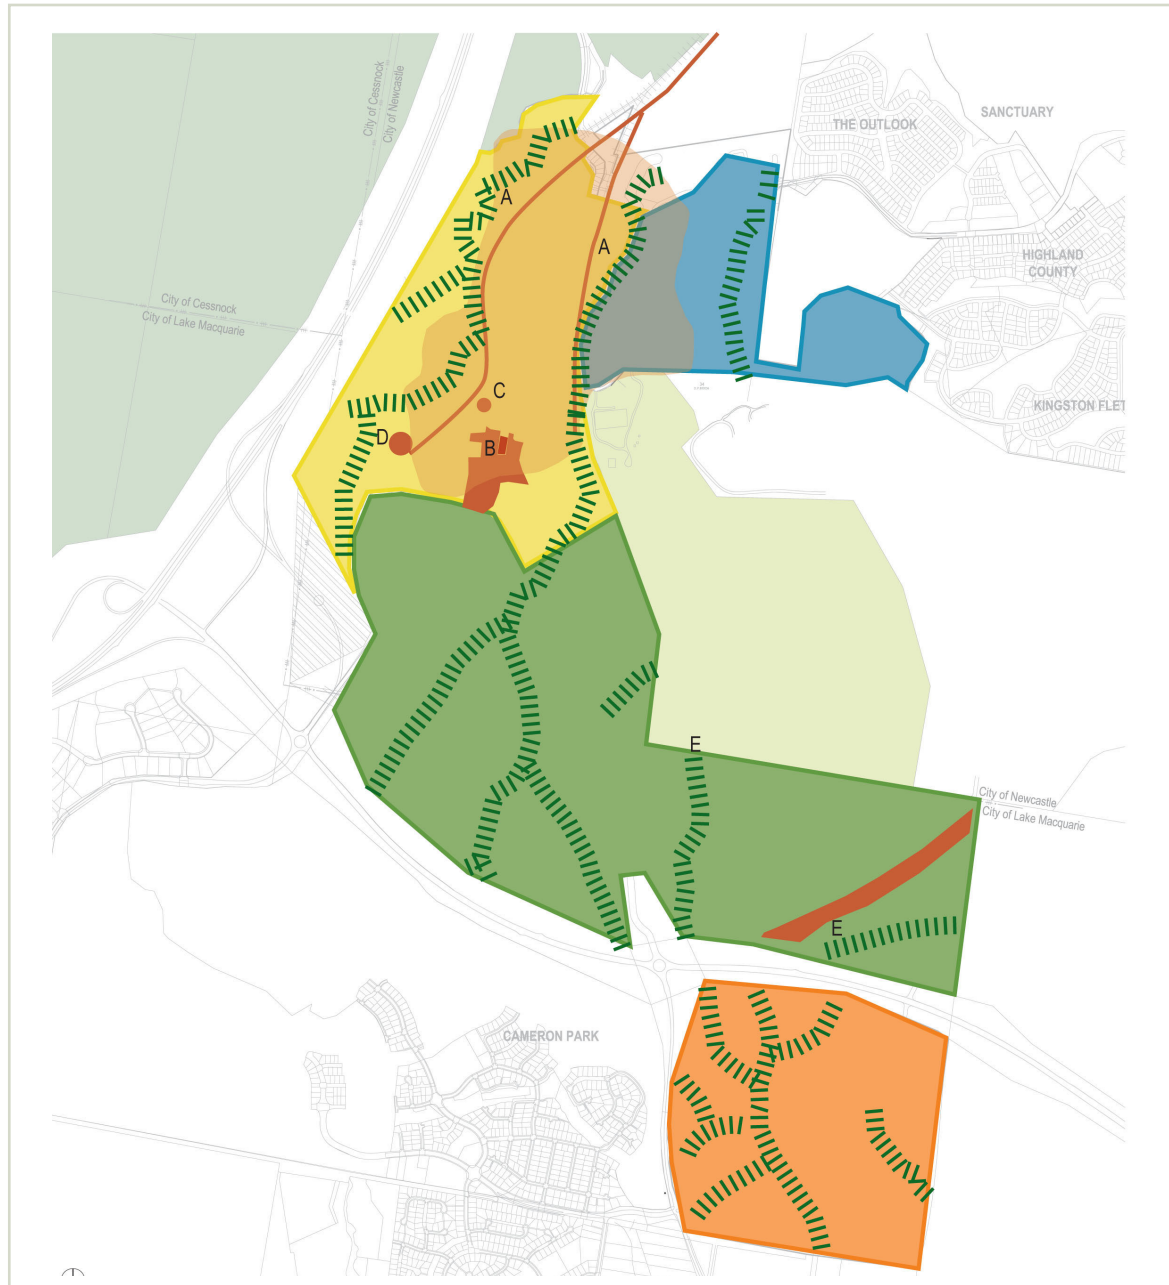 City of Cessnock
City of Newcastle
SANCTUARY
THE OUTLOOK
A
A
HIGHLAND
COUNTY
City of Cessnock
City of Lake Macquarie
C
KINGSTON FLET
D
B
E
City of Newcastle
City of Lake Macquarie
E
CAMERON PARK